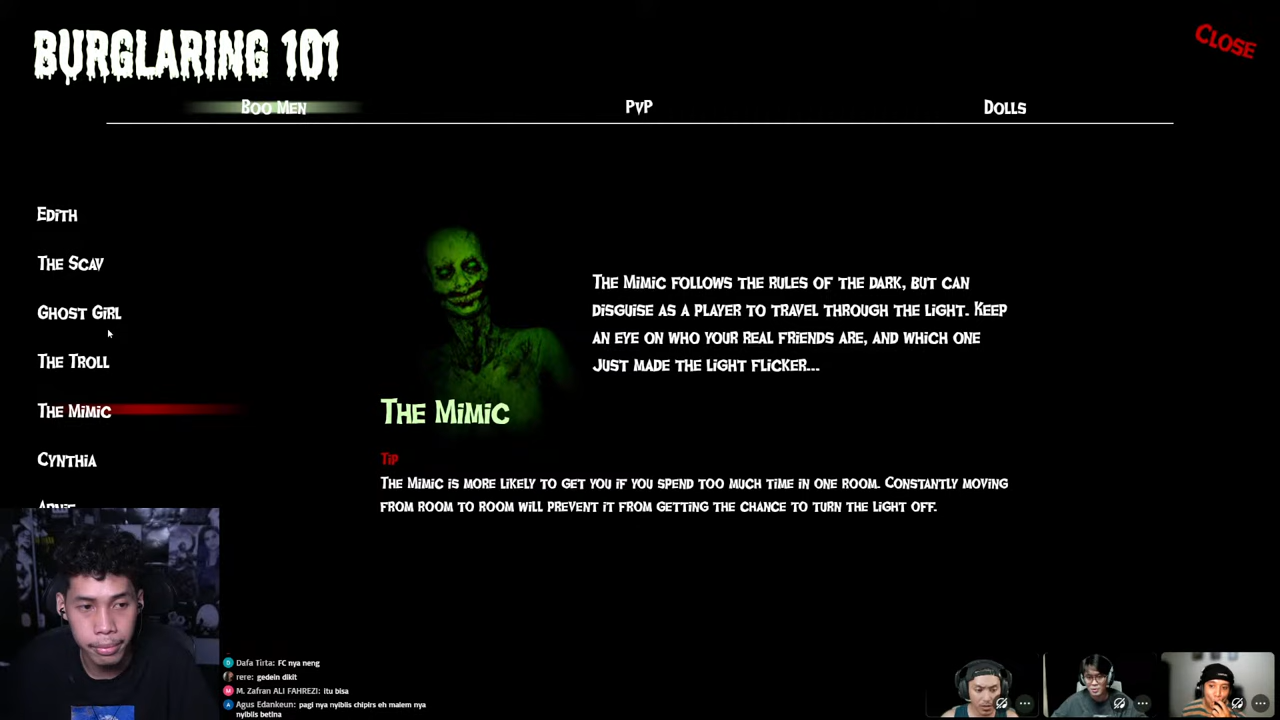 BURGLARING 101
CLOSE
BOO MEN
PVP
DOLLS
EDITH
THE SCAV
GHOST GIRL
THE TROLL
THE MIMIC
CYNTHIA
THE MIMIC FOLLOWS THE RULES OF THE DARK, BUT CAN
DISGUISE AS A PLAYER TO TRAVEL THROUGH THE LIGHT. KEEP
AN EYE ON WHO YOUR REAL FRIENDS ARE, AND WHICH ONE
JUST MADE THE LIGHT FLICKER...
THE MIMIC
TIP
THE MIMIC IS MORE LIKELY TO GET YOU IF YOU SPEND TOO MUCH TIME IN ONE ROOM. CONSTANTLY MOVING
FROM ROOM TO ROOM WILL PREVENT IT FROM GETTING THE CHANCE TO TURN THE LIGHT OFF.
D Dafa Tirta: FC nya neng
rere: gedein dikit
M M. Zafran ALI FAHREZI: itu bisa
A Agus Edankeun: pagi nya nyiblis chipirs eh malem nya
nyiblis betina